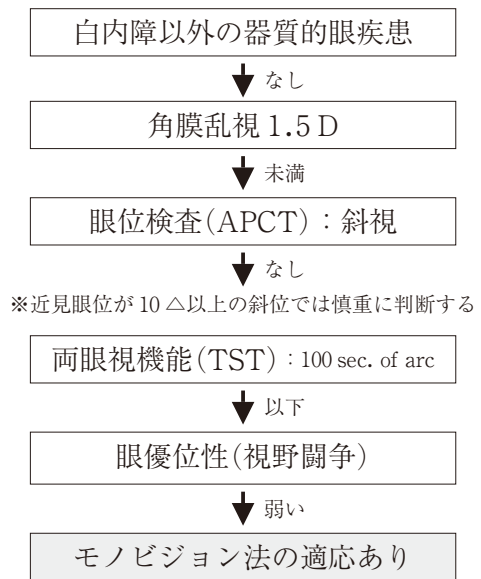 白内障以外の器質的眼疾患
なし
角膜乱視 1.5 D
未満
眼位検査(APCT)：斜視
なし
※近見眼位が 10 △以上の斜位では慎重に判断する
両眼視機能(TST)：100 sec. of arc
以下
眼優位性(視野闘争)
弱い
モノビジョン法の適応あり